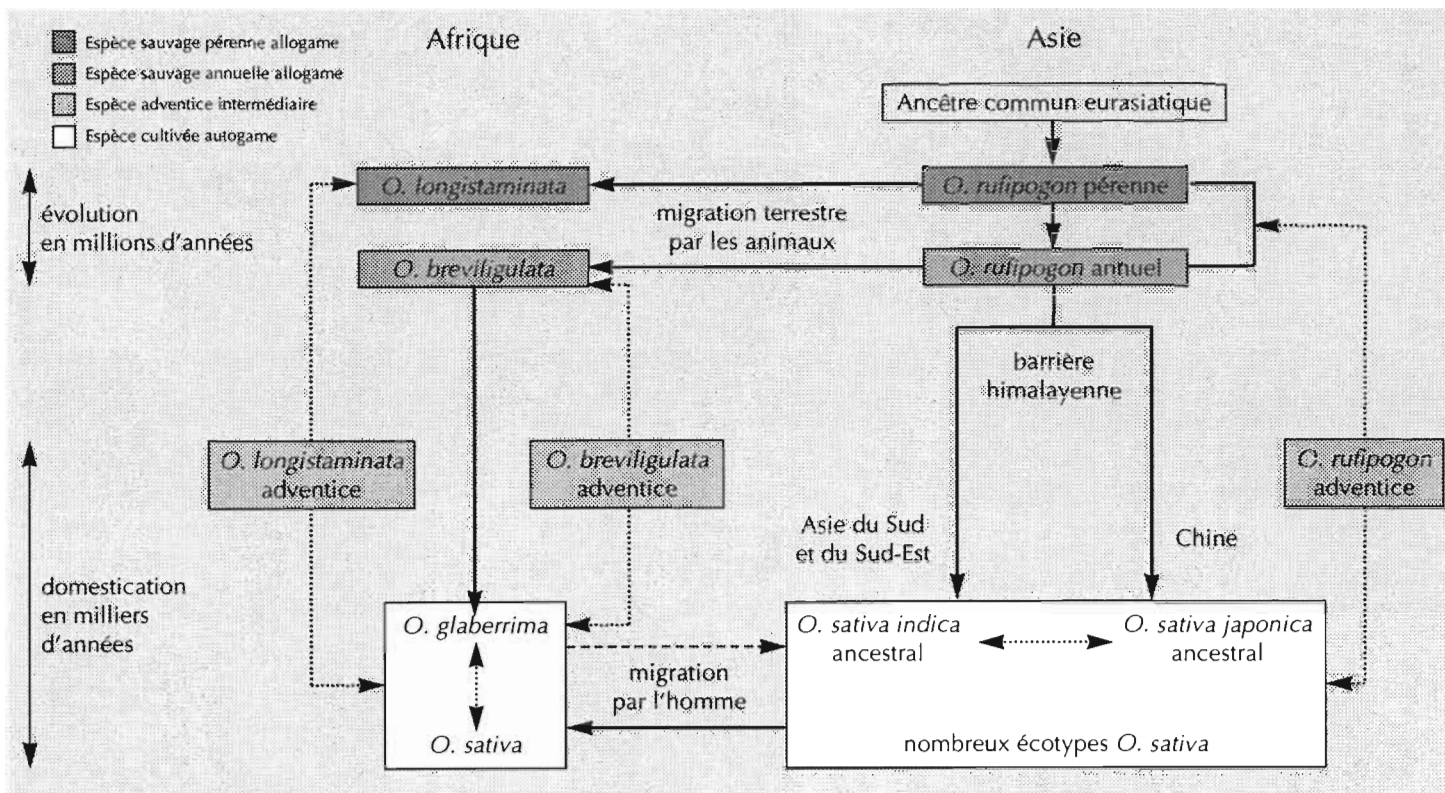 Afrique
Asie
Espèce sauvage pérenne allogame
Espèce sauvage annuelle allogame
Espèce adventice intermédiaire
Espèce cultivée autogame
Ancêtre commun eurasiatique
O. longistaminata
O. rufipogon pérenne
évolution
en millions d'années
migration terrestre
par les animaux
O. breviligulata
O. rufipogon annuel
barrière
himalayenne
O. longistaminata
adventice
O. breviligulata
adventice
O. rufipogon
adventice
Asie du Sud
et du Sud-Est
Chine
domestication
en milliers
d'années
O. glaberrima
O. sativa
migration
par l'homme
O. sativa indica
ancestral
O. sativa japonica
ancestral
nombreux écotypes O. sativa